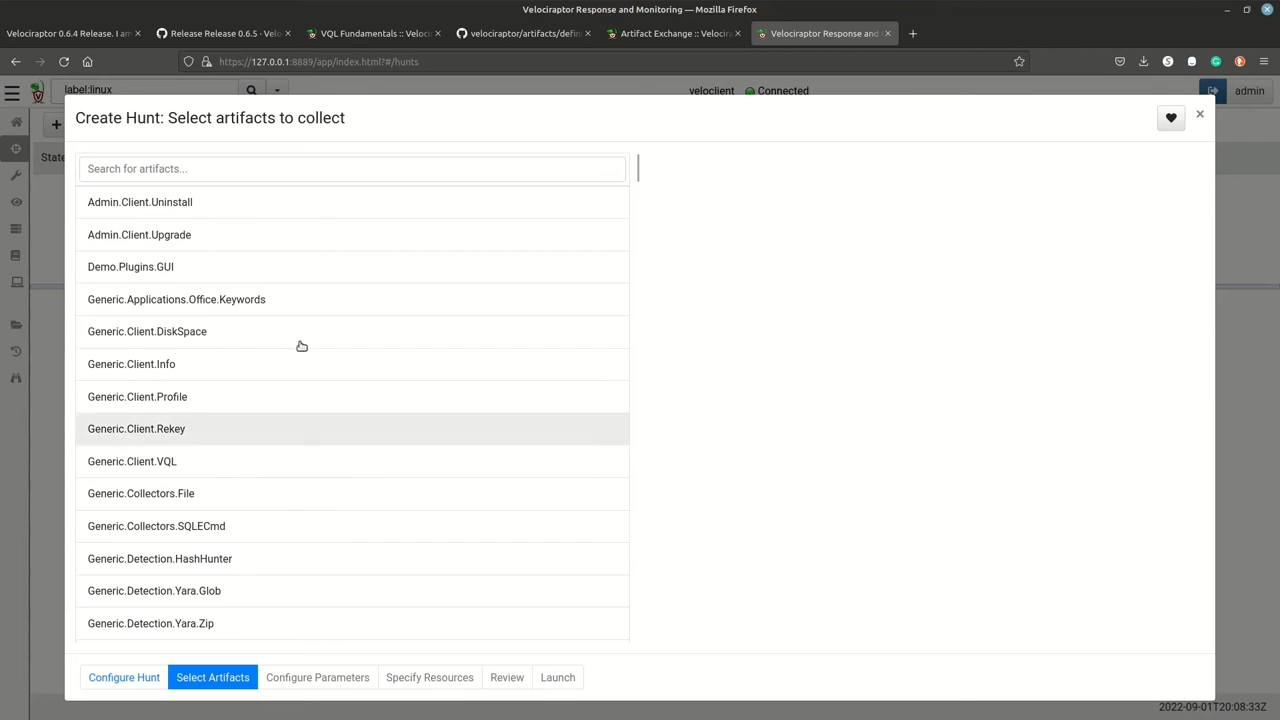 Velociraptor Response and Monitoring — Mozilla Firefox
Velociraptor 0.6.4 Release. I am
Release Release 0.6.5 · Velo
VQL Fundamentals :: Veloci
velociraptor/artifacts/defin
Artifact Exchange :: Velocira
Velociraptor Response and
https://127.0.0.1:8889/app/index.html?#/hunts
label:linux
veloclient
Connected
admin
State
Create Hunt: Select artifacts to collect
Search for artifacts...
Admin.Client.Uninstall
Admin.Client.Upgrade
Demo.Plugins.GUI
Generic.Applications.Office.Keywords
Generic.Client.DiskSpace
Generic.Client.Info
Generic.Client.Profile
Generic.Client.Rekey
Generic.Client.VQL
Generic.Collectors.File
Generic.Collectors.SQLECmd
Generic.Detection.HashHunter
Generic.Detection.Yara.Glob
Generic.Detection.Yara.Zip
Configure Hunt
Select Artifacts
Configure Parameters
Specify Resources
Review
Launch
2022-09-01T20:08:33Z